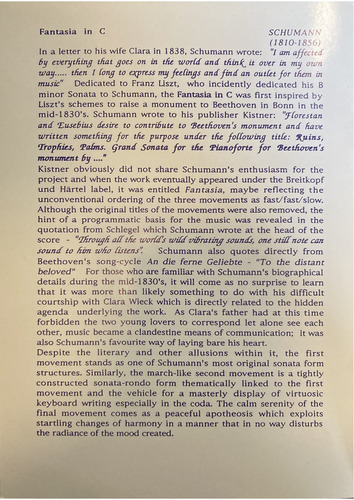 Fantasia in C SCHUMANN
(1810-1856)
In a letter to his wife Clara in 1838, Schumann wrote: "I am affected
by everything that goes on in the world and think it over in my own
way..... then I long to express my feelings and find an outlet for them in
music" Dedicated to Franz Liszt, who incidently dedicated his B
minor Sonata to Schumann, the Fantasia in C was first inspired by
Liszt's schemes to raise a monument to Beethoven in Bonn in the
mid-1830's. Schumann wrote to his publisher Kistner: "Florestan
and Eusebius desire to contribute to Beethoven's monument and have
written something for the purpose under the following title: Ruins,
Trophies, Palms. Grand Sonata for the Pianoforte for Beethoven's
monument by ...."
Kistner obviously did not share Schumann's enthusiasm for the
project and when the work eventually appeared under the Breitkopf
und Härtel label, it was entitled Fantasia, maybe reflecting the
unconventional ordering of the three movements as fast/fast/slow.
Although the original titles of the movements were also removed, the
hint of a programmatic basis for the music was revealed in the
quotation from Schlegel which Schumann wrote at the head of the
score - "Through all the world's wild vibrating sounds, one still note can
sound to him who listens". Schumann also quotes directly from
Beethoven's song-cycle An die ferne Geliebte - "To the distant
beloved" For those who are familiar with Schumann's biographical
details during the mid-1830's, it will come as no surprise to learn
that it was more than likely something to do with his difficult
courtship with Clara Wieck which is directly related to the hidden
agenda underlying the work. As Clara's father had at this time
forbidden the two young lovers to correspond let alone see each
other, music became a clandestine means of communication; it was
also Schumann's favourite way of laying bare his heart.
Despite the literary and other allusions within it, the first
movement stands as one of Schumann's most original sonata form
structures. Similarly, the march-like second movement is a tightly
constructed sonata-rondo form thematically linked to the first
movement and the vehicle for a masterly display of virtuosic
keyboard writing especially in the coda. The calm serenity of the
final movement comes as a peaceful apotheosis which exploits
startling changes of harmony in a manner that in no way disturbs
the radiance of the mood created.